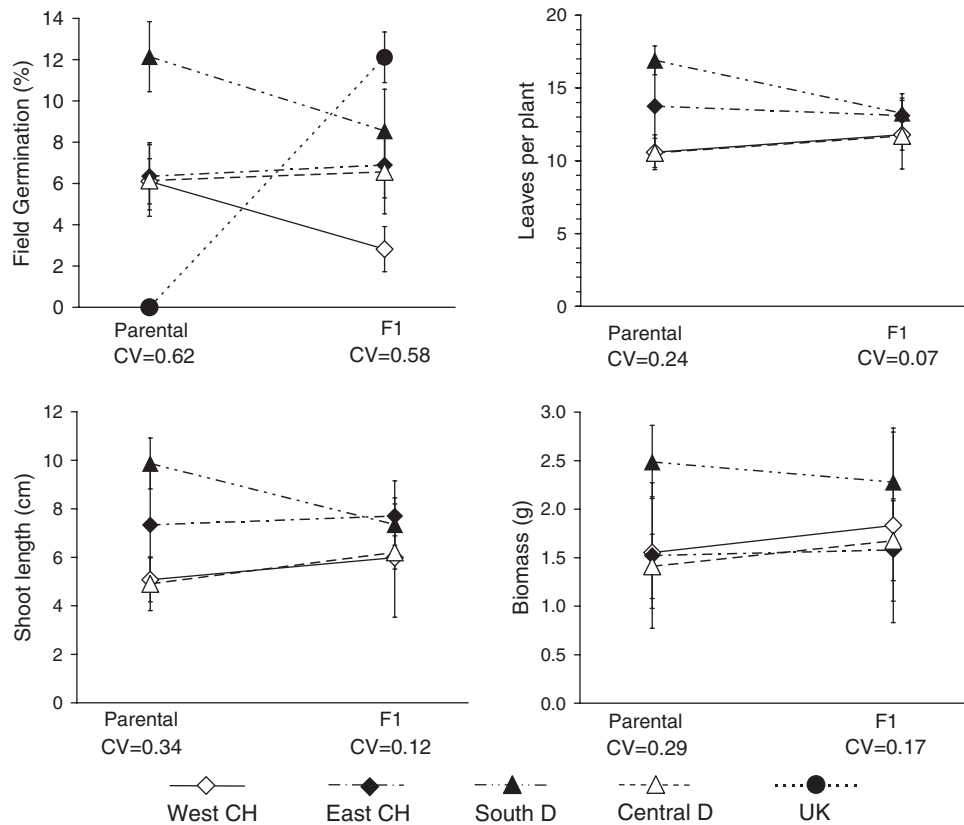 Field Germination (%)
14
12
10
8
6
4
2
0
Parental
CV=0.62
F1
CV=0.58
Leaves per plant
20
15
10
5
0
Parental
CV=0.24
F1
CV=0.07
Shoot length (cm)
12
10
8
6
4
2
0
Parental
CV=0.34
F1
CV=0.12
Biomass (g)
3.0
2.5
2.0
1.5
1.0
0.5
0.0
Parental
CV=0.29
F1
CV=0.17
West CH
East CH
South D
Central D
UK